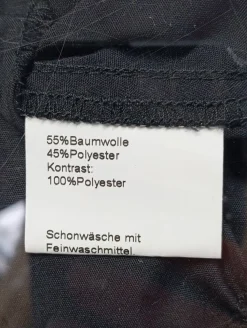 55%Baumwolle
45%Polyester
Kontrast:
100%Polyester
Schonwäsche mit
Feinwaschmittel